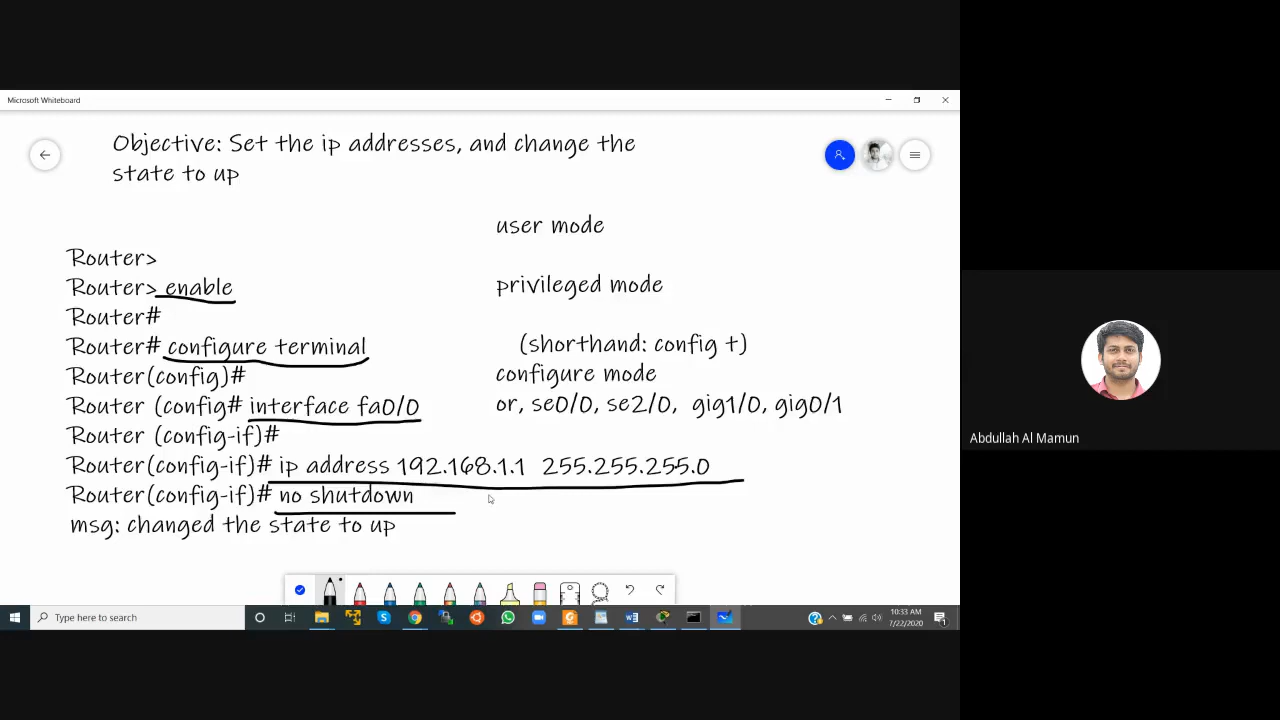 Microsoft Whiteboard
Objective: Set the ip addresses, and change the
state to up
user mode
Router>
Router> enable
privileged mode
Router#
Router# configure terminal
(shorthand: config t)
Router(config)#
configure mode
Router (config# interface fa0/0
or, se0/0, se2/0, gig1/0, gig0/1
Router (config-if)#
Router(config-if)# ip address 192.168.1.1 255.255.255.0
Router(config-if)# no shutdown
msg: changed the state to up
Abdullah Al Mamun
Type here to search
10:33 AM
7/22/2020